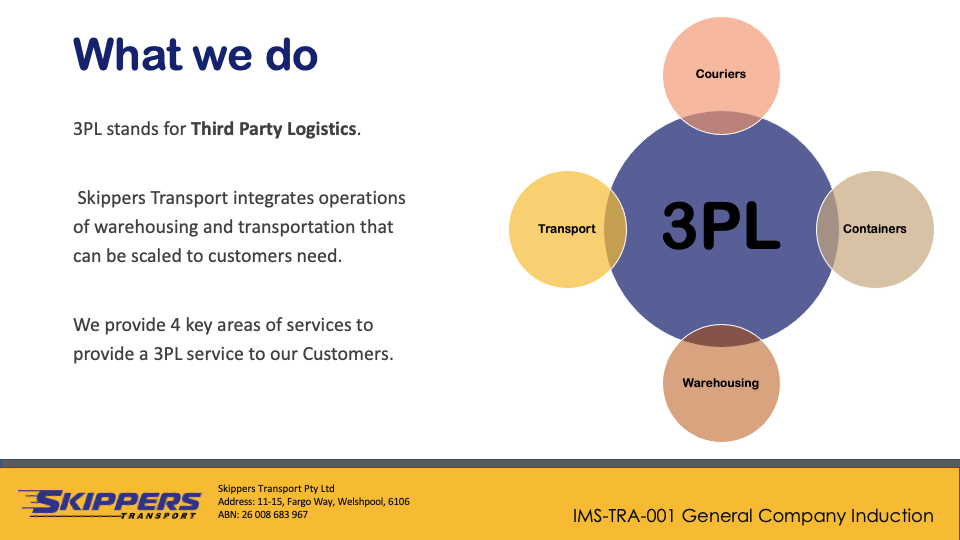 What we do
3PL stands for Third Party Logistics.
Skippers Transport integrates operations
of warehousing and transportation that
can be scaled to customers need.
We provide 4 key areas of services to
provide a 3PL service to our Customers.
Couriers
Transport
3PL
Containers
Warehousing
SKIPPERS
TRANSPORT
Skippers Transport Pty Ltd
Address: 11-15, Fargo Way, Welshpool, 6106
ABN: 26 008 683 967
IMS-TRA-001 General Company Induction